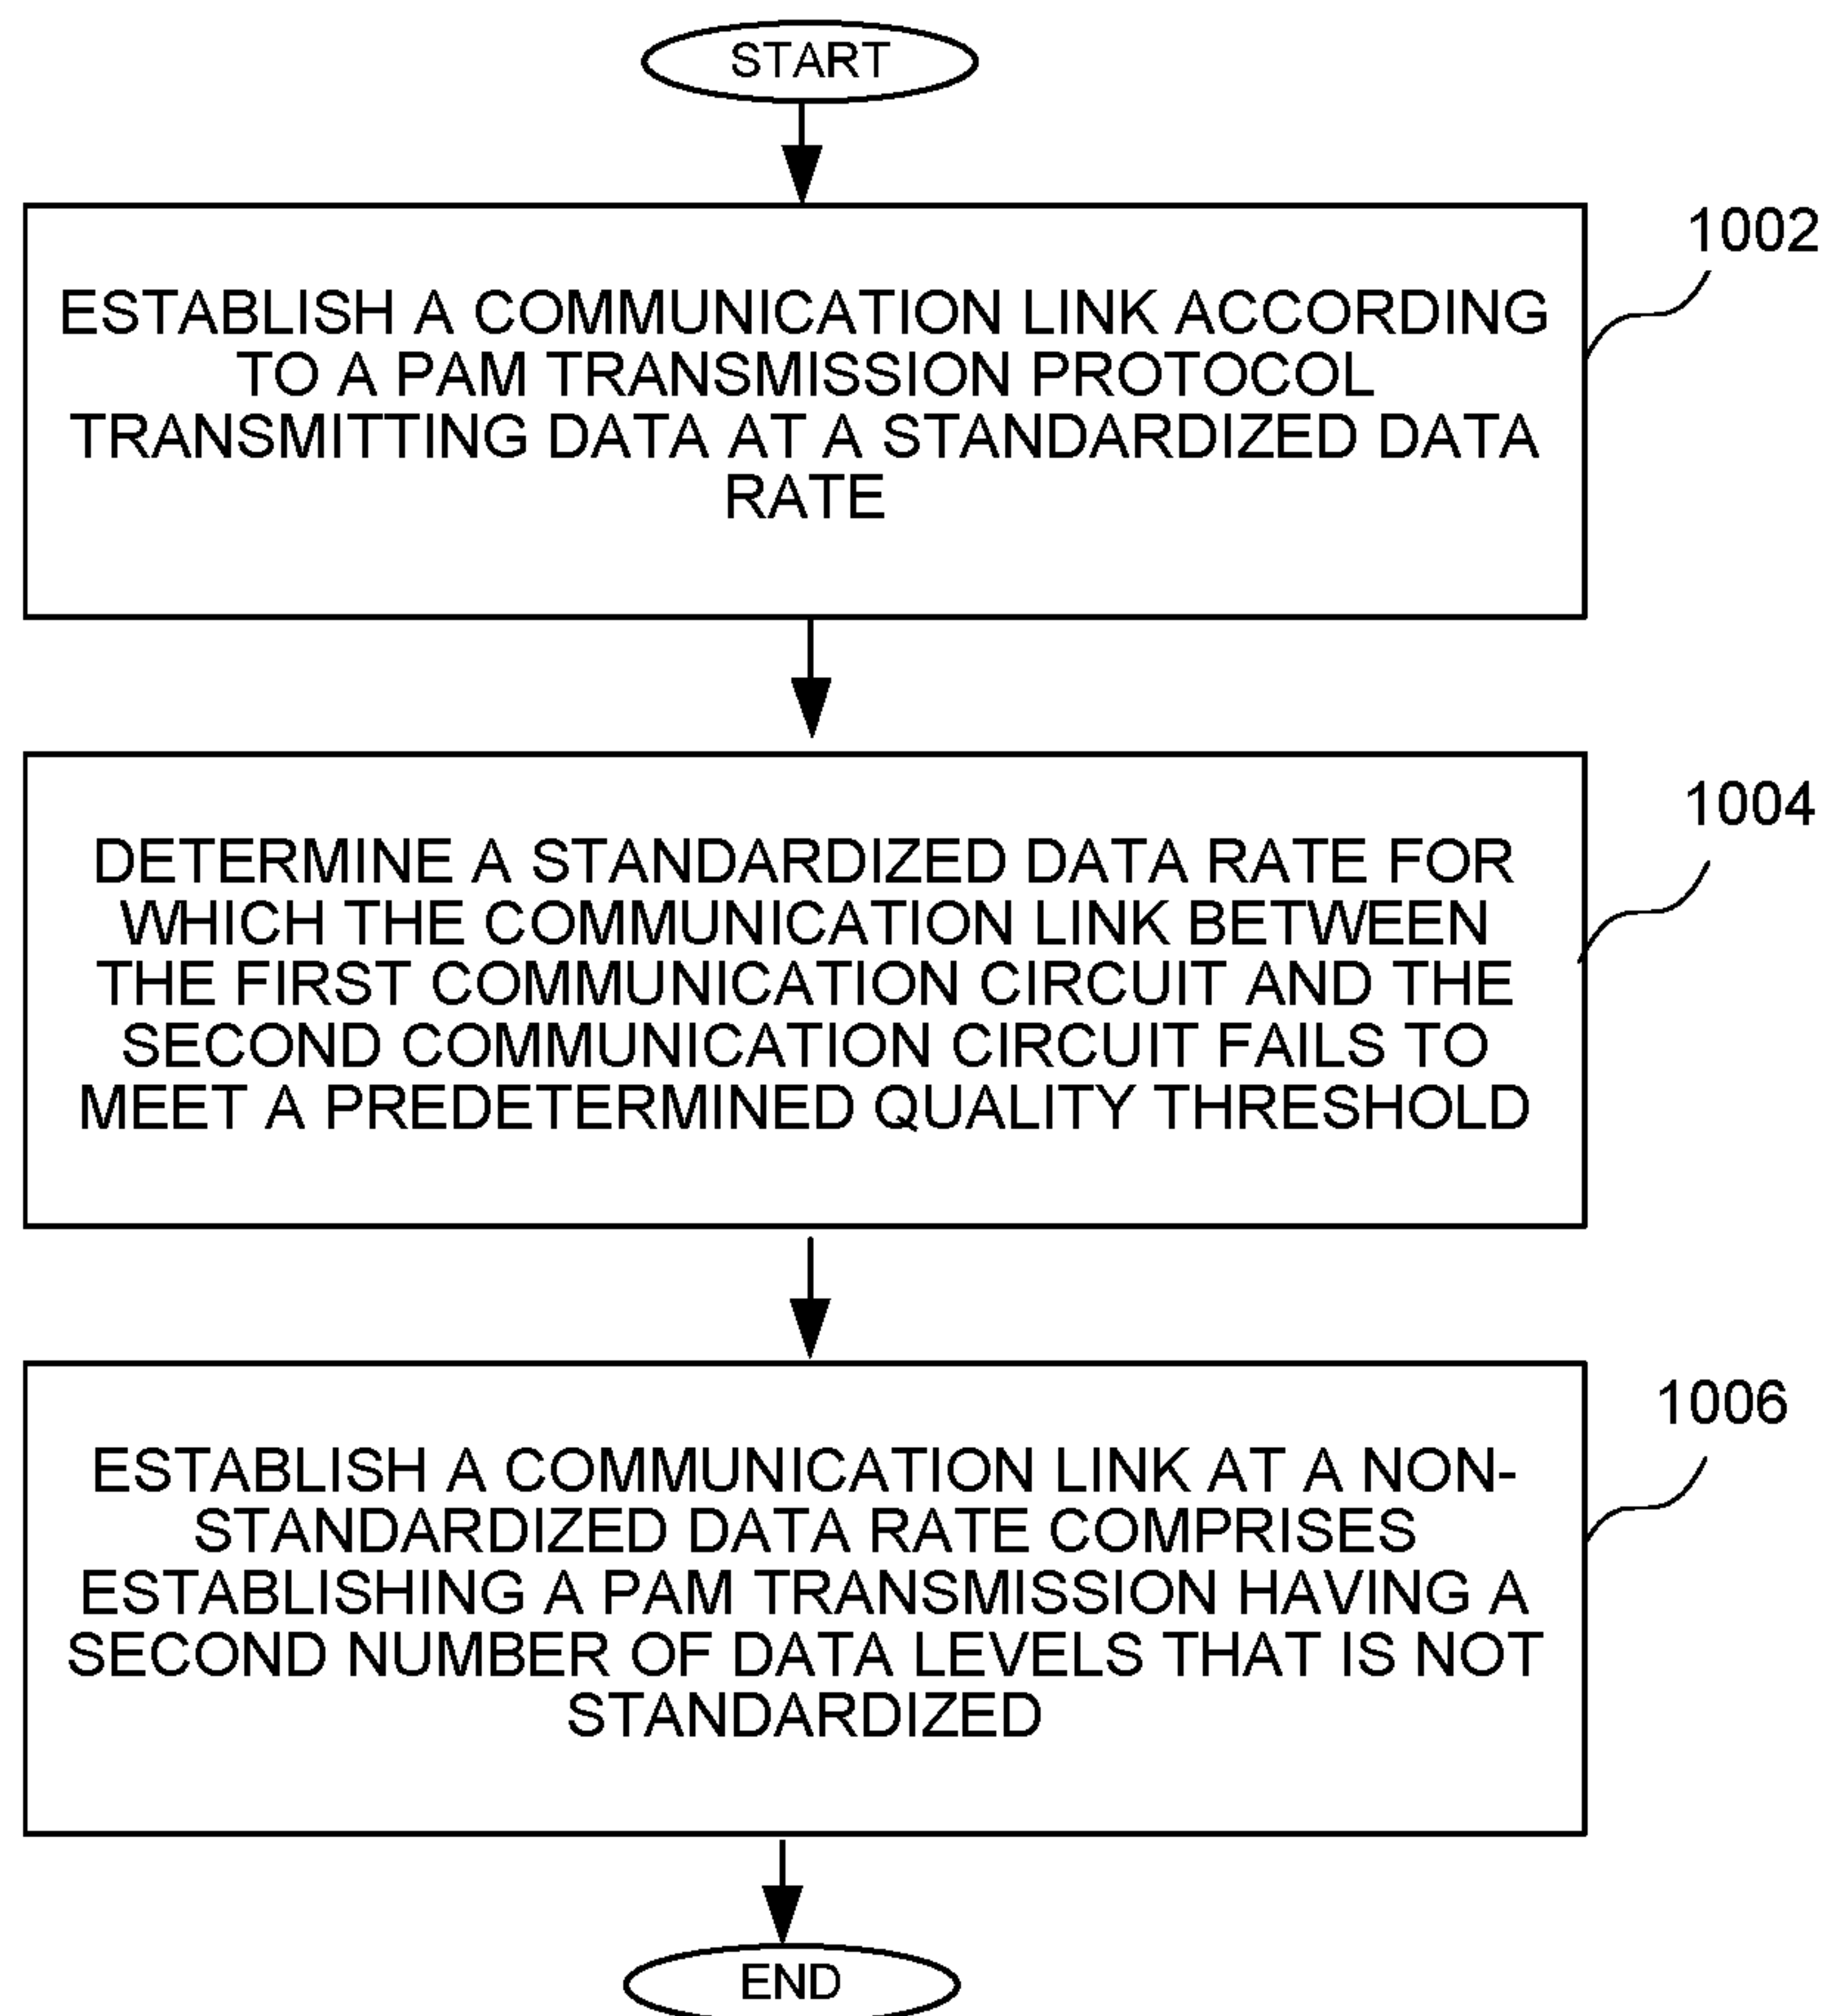 START
1002
ESTABLISH A COMMUNICATION LINK ACCORDING
TO A PAM TRANSMISSION PROTOCOL
TRANSMITTING DATA AT A STANDARDIZED DATA
RATE
1004
DETERMINE A STANDARDIZED DATA RATE FOR
WHICH THE COMMUNICATION LINK BETWEEN
THE FIRST COMMUNICATION CIRCUIT AND THE
SECOND COMMUNICATION CIRCUIT FAILS TO
MEET A PREDETERMINED QUALITY THRESHOLD
1006
ESTABLISH A COMMUNICATION LINK AT A NON-
STANDARDIZED DATA RATE COMPRISES
ESTABLISHING A PAM TRANSMISSION HAVING A
SECOND NUMBER OF DATA LEVELS THAT IS NOT
STANDARDIZED
END